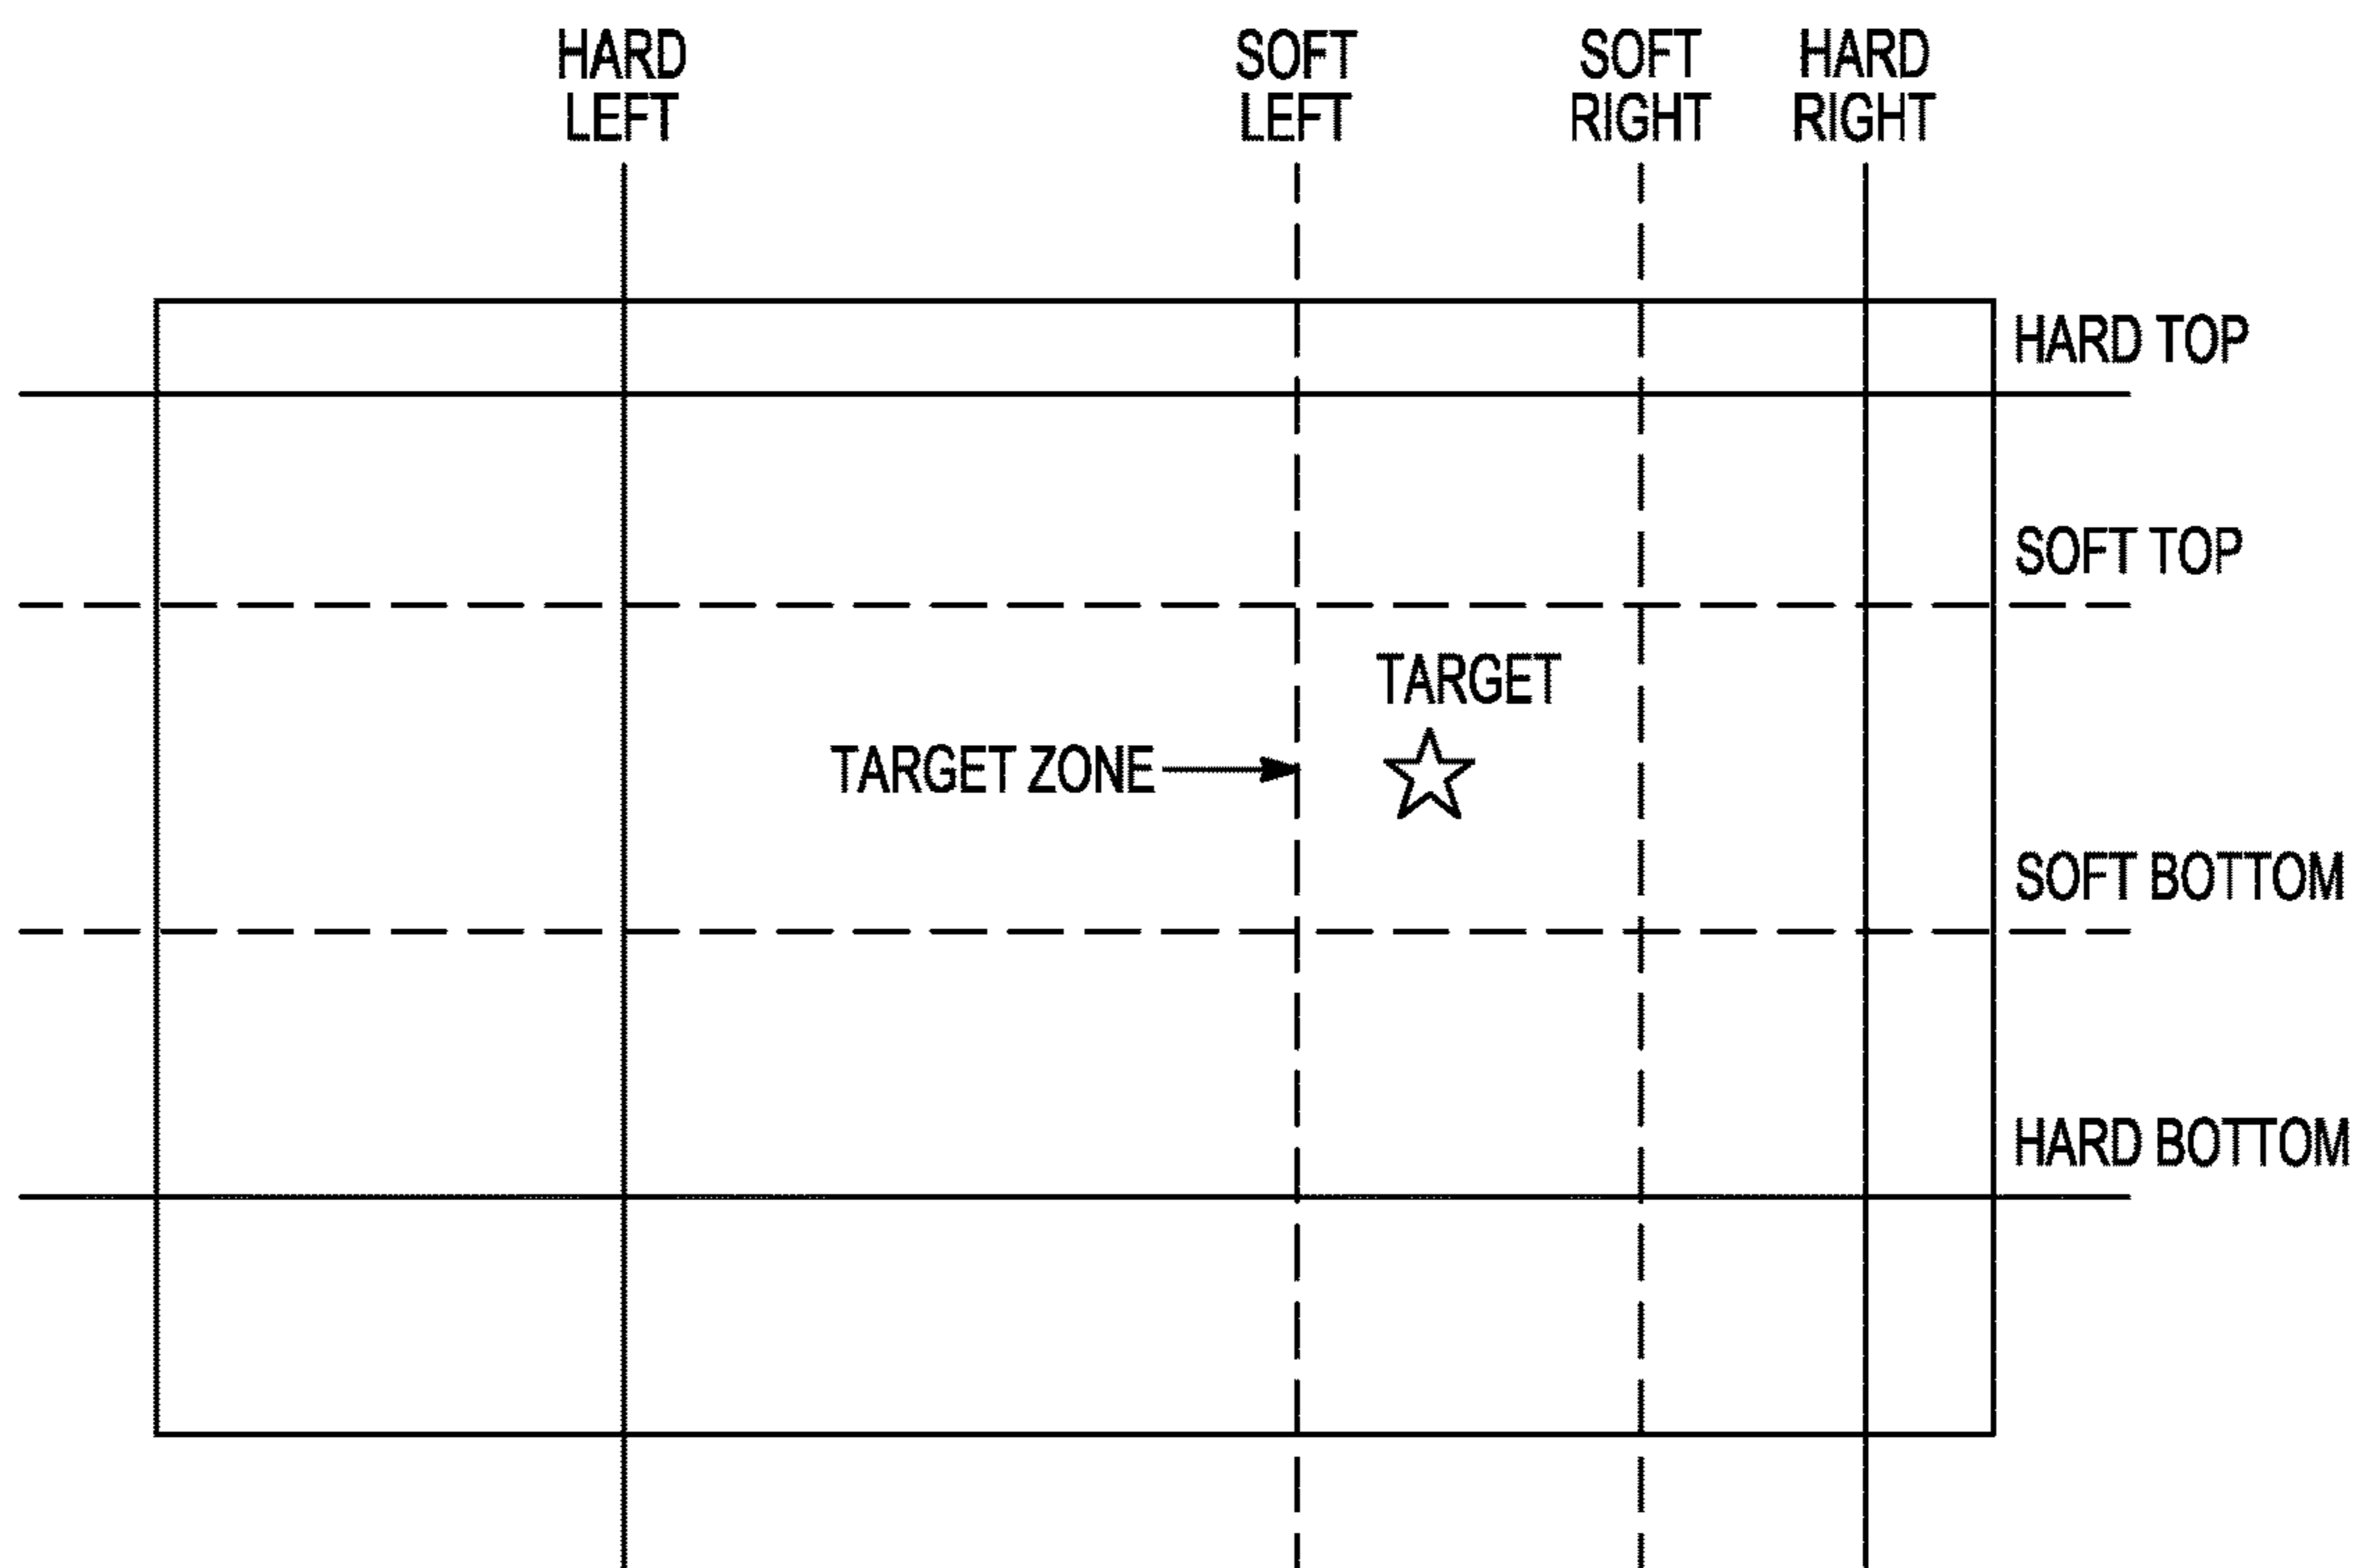 HARD
LEFT
SOFT
LEFT
SOFT
RIGHT
HARD
RIGHT
HARD TOP
SOFT TOP
TARGET
TARGET ZONE
SOFT BOTTOM
HARD BOTTOM